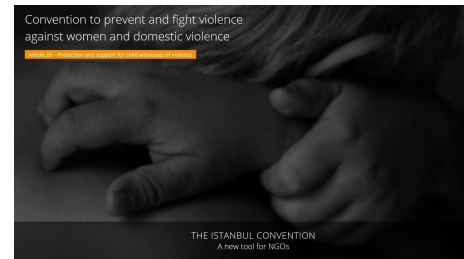 Convention to prevent and fight violence
against women and domestic violence
Article 26 – Protection and support for child witnesses of violence
THE ISTANBUL CONVENTION
A new tool for NGOs